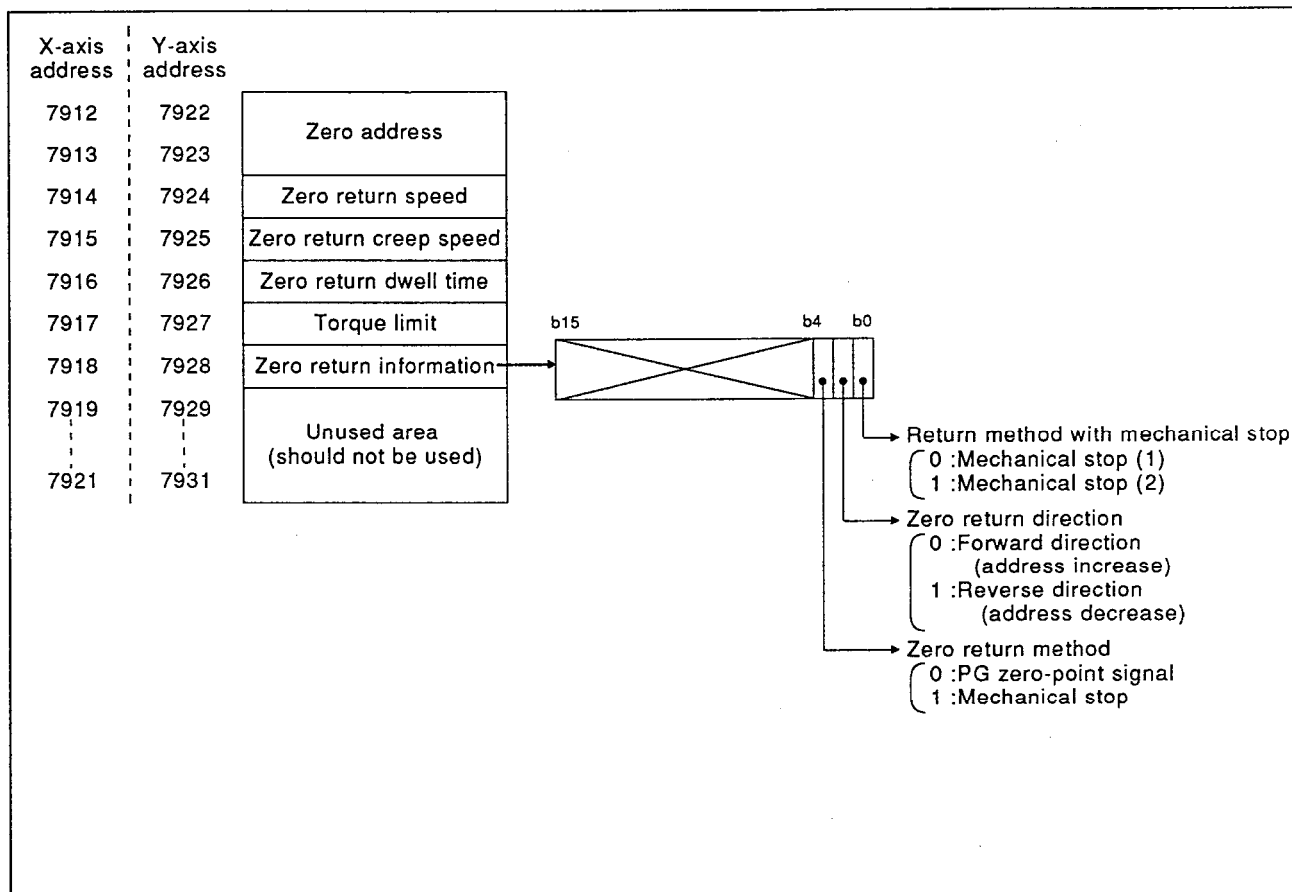 X-axis address
Y-axis address
7912 7922
Zero address
7913 7923
7914 7924 Zero return speed
7915 7925 Zero return creep speed
7916 7926 Zero return dwell time
7917 7927 Torque limit
7918 7928 Zero return information
7919 7929
Unused area
(should not be used)
7921 7931
b15 b4 b0
Return method with mechanical stop
0 :Mechanical stop (1)
1 :Mechanical stop (2)
Zero return direction
0 :Forward direction
(address increase)
1 :Reverse direction
(address decrease)
Zero return method
0 :PG zero-point signal
1 :Mechanical stop